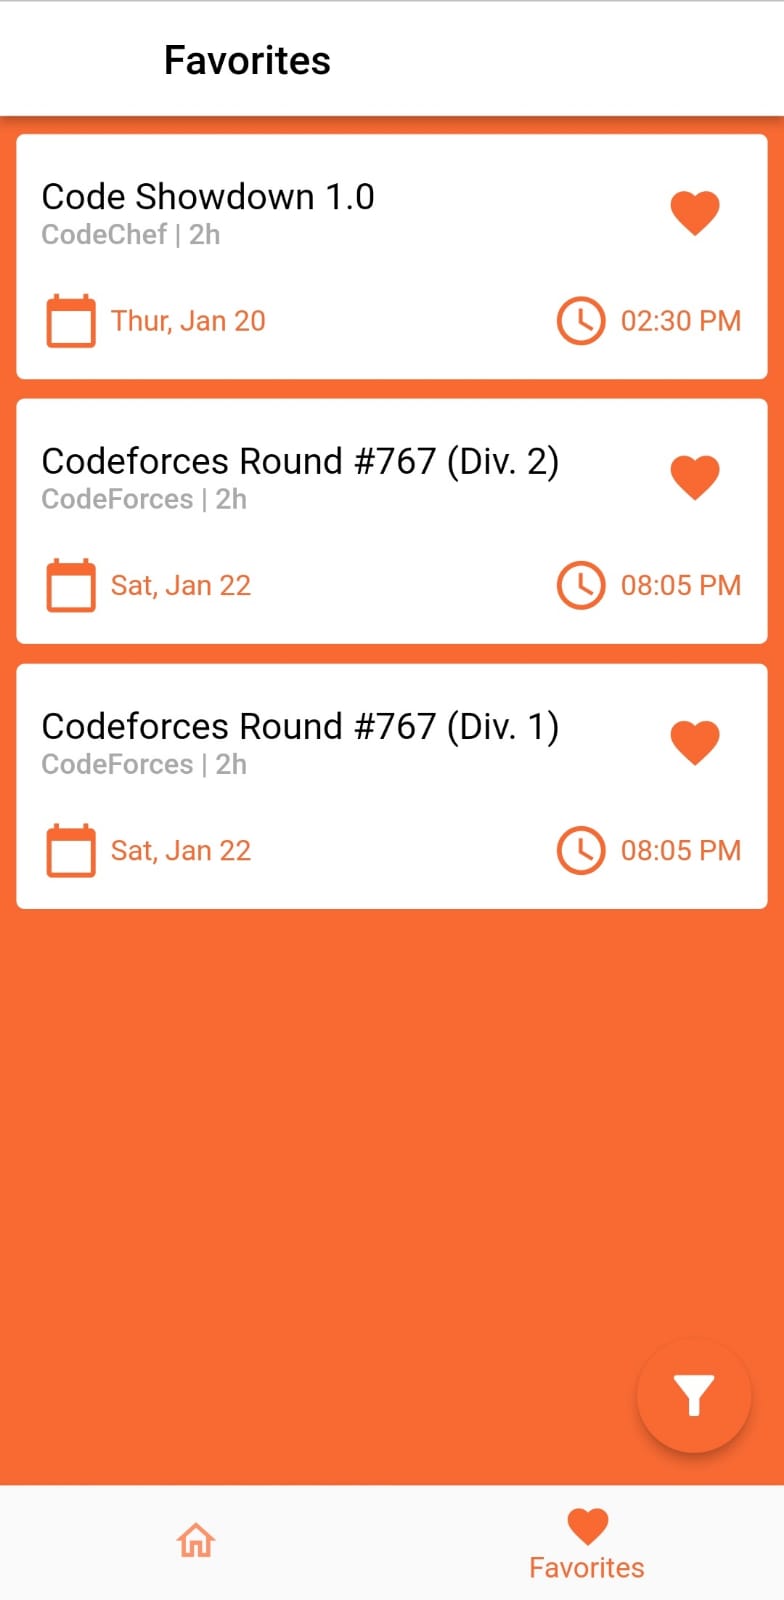 Favorites
Code Showdown 1.0
CodeChef | 2h
Thur, Jan 20
02:30 PM
Codeforces Round #767 (Div. 2)
CodeForces | 2h
Sat, Jan 22
08:05 PM
Codeforces Round #767 (Div. 1)
CodeForces | 2h
Sat, Jan 22
08:05 PM
Favorites